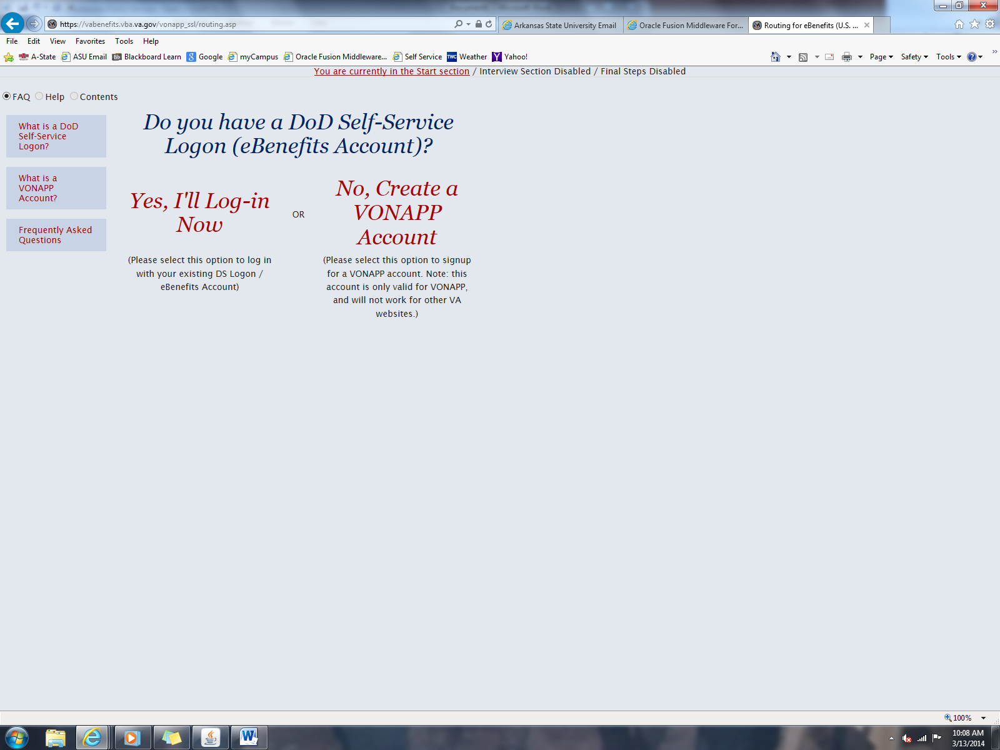 https://vabenefits.vba.va.gov/vonapp_ssl/routing.asp
Arkansas State University Email
Oracle Fusion Middleware For...
Routing for eBenefits (U.S. ...
File Edit View Favorites Tools Help
A-State ASU Email Bb Blackboard Learn 8 Google myCampus Oracle Fusion Middleware... Self Service TWC Weather Y Yahoo!
Page Safety Tools
You are currently in the Start section / Interview Section Disabled / Final Steps Disabled
FAQ Help Contents
What is a DoD
Self-Service
Logon?
What is a
VONAPP
Account?
Frequently Asked
Questions
Do you have a DoD Self-Service
Logon (eBenefits Account)?
Yes, I'll Log-in
Now
(Please select this option to log in
with your existing DS Logon /
eBenefits Account)
OR
No, Create a
VONAPP
Account
(Please select this option to signup
for a VONAPP account. Note: this
account is only valid for VONAPP,
and will not work for other VA
websites.)
100%
10:08 AM
3/13/2014